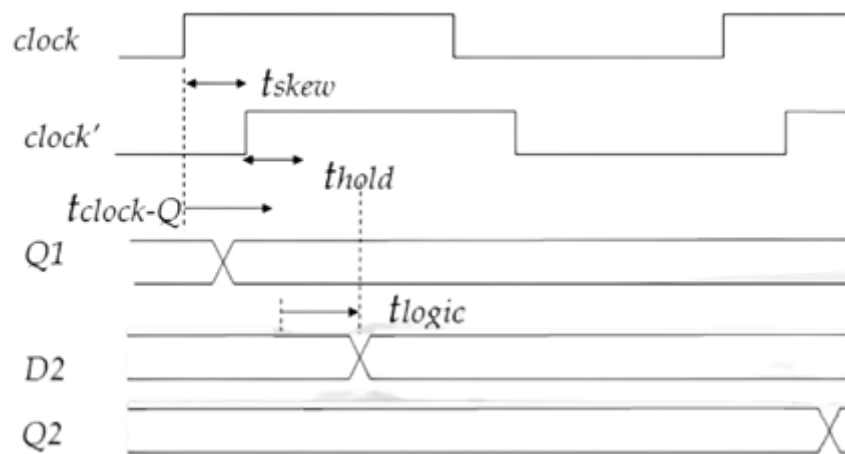 clock
tskew
clock'
thold
tclock-Q
Q1
tlogic
D2
Q2